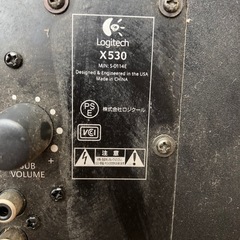 Logitech
X530
M/N: S-0114E
Designed & Engineered in the USA
Made in CHINA
PS
E
株式会社ロジクール
VCCI
注意
SUB
VOLUME